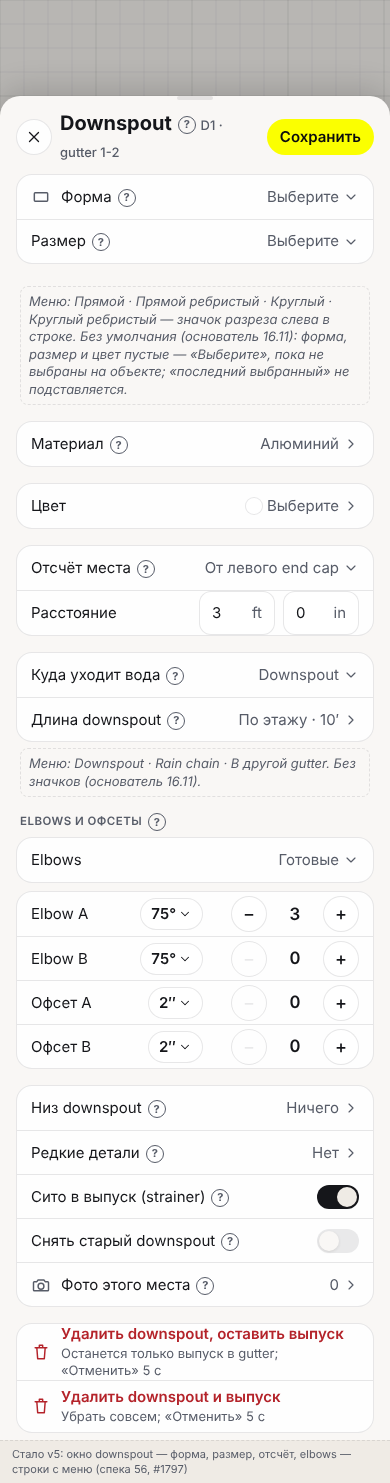 Downspout ? D1 ·
gutter 1-2
Сохранить
Форма ? Выберите
Размер ? Выберите
Меню: Прямой · Прямой ребристый · Круглый ·
Круглый ребристый — значок разреза слева в
строке. Без умолчания (основатель 16.11): форма,
размер и цвет пустые — «Выберите», пока не
выбраны на объекте; «последний выбранный» не
подставляется.
Материал ? Алюминий
Цвет Выберите
Отсчёт места ? От левого end cap
Расстояние 3 ft 0 in
Куда уходит вода ? Downspout
Длина downspout ? По этажу · 10′
Меню: Downspout · Rain chain · В другой gutter. Без
значков (основатель 16.11).
ELBOWS И ОФСЕТЫ ?
Elbows Готовые
Elbow A 75° − 3 +
Elbow B 75° − 0 +
Офсет A 2″ − 0 +
Офсет B 2″ − 0 +
Низ downspout ? Ничего
Редкие детали ? Нет
Сито в выпуск (strainer) ?
Снять старый downspout ?
Фото этого места ? 0
Удалить downspout, оставить выпуск
Останется только выпуск в gutter;
«Отменить» 5 с
Удалить downspout и выпуск
Убрать совсем; «Отменить» 5 с
Стало v5: окно downspout — форма, размер, отсчёт, elbows —
строки с меню (спека 56, #1797)